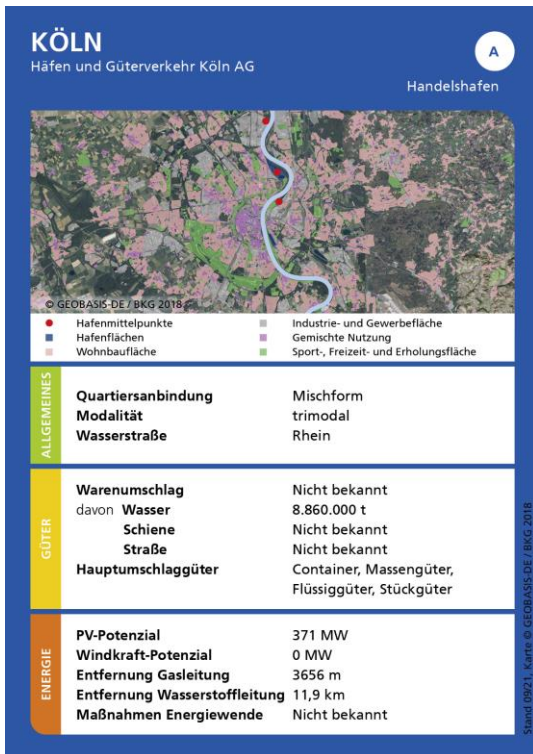 KÖLN
Häfen und Güterverkehr Köln AG
A
Handelshafen
© GEOBASIS-DE / BKG 2018
Hafenmittelpunkte
Hafenflächen
Wohnbaufläche
Industrie- und Gewerbefläche
Gemischte Nutzung
Sport-, Freizeit- und Erholungsfläche
ALLGEMEINES
Quartiersanbindung Mischform
Modalität trimodal
Wasserstraße Rhein
GÜTER
Warenumschlag Nicht bekannt
davon Wasser 8.860.000 t
Schiene Nicht bekannt
Straße Nicht bekannt
Hauptumschlaggüter Container, Massengüter,
Flüssiggüter, Stückgüter
ENERGIE
PV-Potenzial 371 MW
Windkraft-Potenzial 0 MW
Entfernung Gasleitung 3656 m
Entfernung Wasserstoffleitung 11,9 km
Maßnahmen Energiewende Nicht bekannt
Stand 09/21, Karte © GEOBASIS-DE / BKG 2018